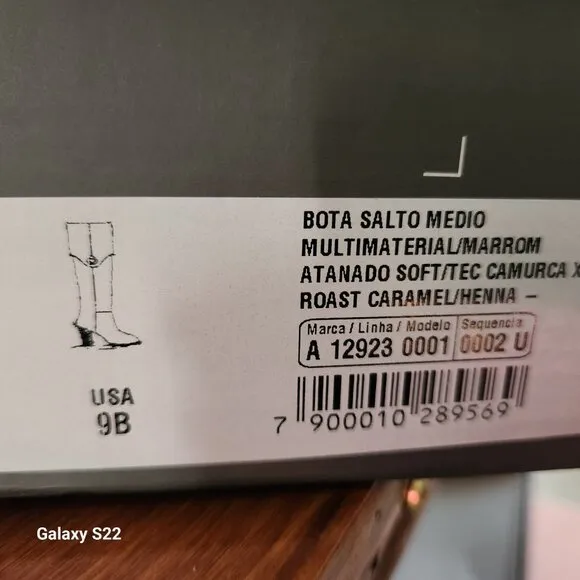 BOTA SALTO MEDIO
MULTIMATERIAL/MARROM
ATANADO SOFT/TEC CAMURCA X
ROAST CARAMEL/HENNA –
Marca / Linha / Modelo Sequencia
A 12923 0001 0002 U
USA
9B
7 900010 289569
Galaxy S22